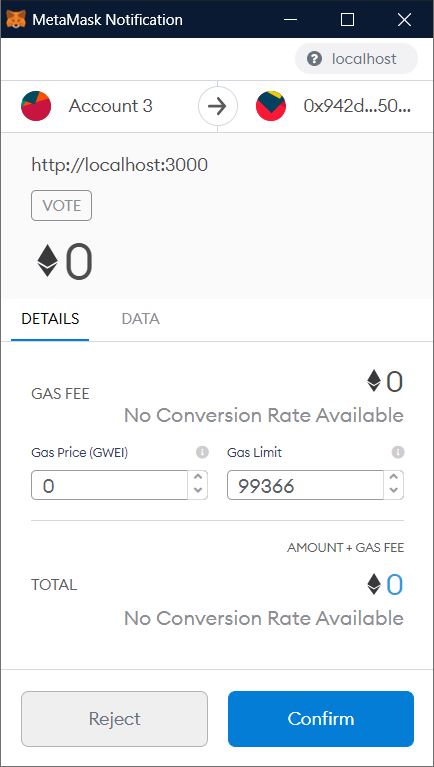 MetaMask Notification
localhost
Account 3
0x942d...50...
http://localhost:3000
VOTE
0
DETAILS DATA
GAS FEE 0
No Conversion Rate Available
Gas Price (GWEI) Gas Limit
0 99366
AMOUNT + GAS FEE
TOTAL 0
No Conversion Rate Available
Reject Confirm